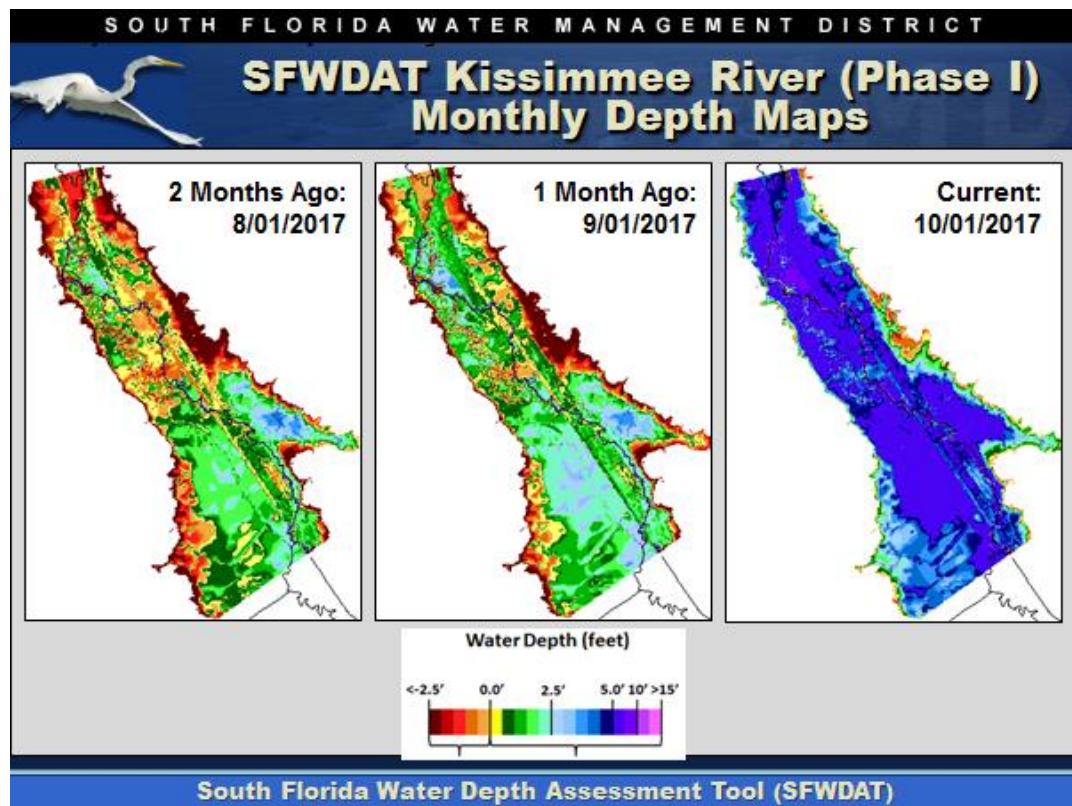 SOUTH FLORIDA WATER MANAGEMENT DISTRICT
SFWDAT Kissimmee River (Phase I)
Monthly Depth Maps
2 Months Ago:
8/01/2017
1 Month Ago:
9/01/2017
Current:
10/01/2017
Water Depth (feet)
<-2.5' 0.0' 2.5' 5.0' 10' >15'
South Florida Water Depth Assessment Tool (SFWDAT)